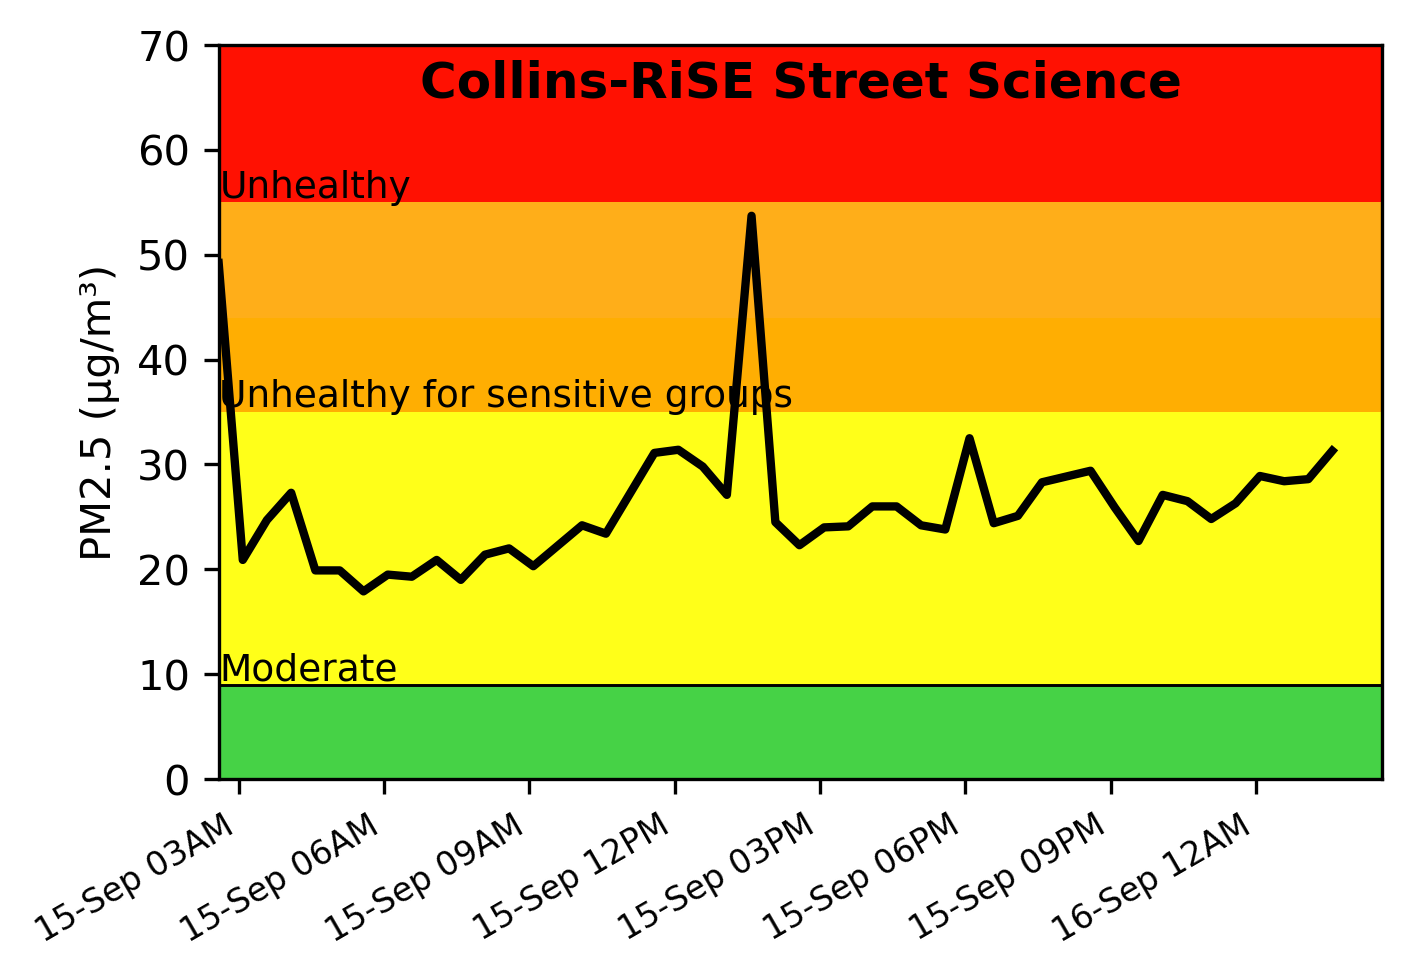 Collins-RiSE Street Science
70
60
50
40
30
20
10
0
PM2.5 (µg/m³)
Unhealthy
Unhealthy for sensitive groups
Moderate
15-Sep 03AM
15-Sep 06AM
15-Sep 09AM
15-Sep 12PM
15-Sep 03PM
15-Sep 06PM
15-Sep 09PM
16-Sep 12AM